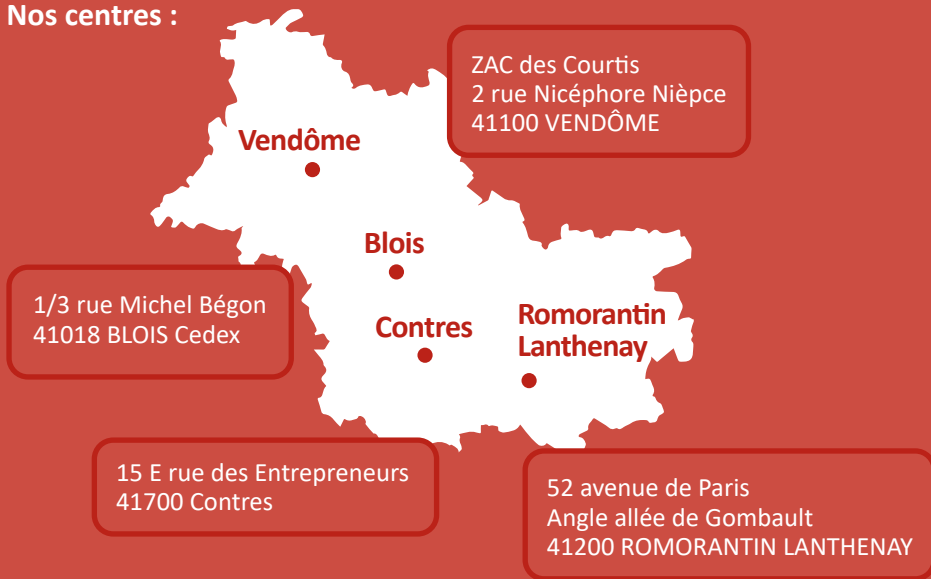 Nos centres :
ZAC des Courtis
2 rue Nicéphore Nièpce
41100 VENDÔME
Vendôme
Blois
1/3 rue Michel Bégon
41018 BLOIS Cedex
Contres
Romorantin
Lanthenay
15 E rue des Entrepreneurs
41700 Contres
52 avenue de Paris
Angle allée de Gombault
41200 ROMORANTIN LANTHENAY